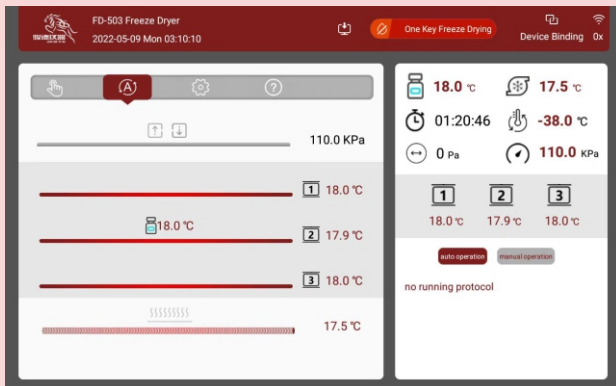 FD-503 Freeze Dryer
2022-05-09 Mon 03:10:10
One Key Freeze Drying
Device Binding
0x
A
?
110.0 KPa
1 18.0 ℃
18.0 ℃
2 17.9 ℃
3 18.0 ℃
17.5 ℃
18.0 ℃
17.5 ℃
01:20:46
-38.0 ℃
0 Pa
110.0 KPa
1 2 3
18.0 ℃ 17.9 ℃ 18.0 ℃
auto operation manual operation
no running protocol